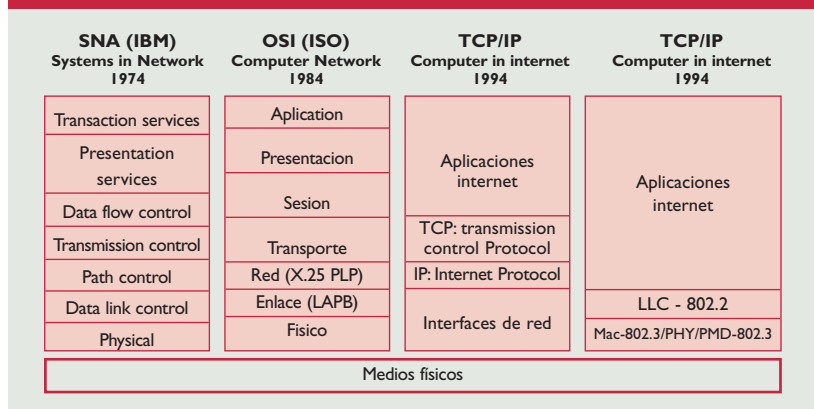 SNA (IBM)
Systems in Network
1974
Transaction services
Presentation
services
Data flow control
Transmission control
Path control
Data link control
Physical
OSI (ISO)
Computer Network
1984
Aplication
Presentacion
Sesion
Transporte
Red (X.25 PLP)
Enlace (LAPB)
Fisico
TCP/IP
Computer in internet
1994
Aplicaciones
internet
TCP: transmission
control Protocol
IP: Internet Protocol
Interfaces de red
TCP/IP
Computer in internet
1994
Aplicaciones
internet
LLC - 802.2
Mac-802.3/PHY/PMD-802.3
Medios físicos